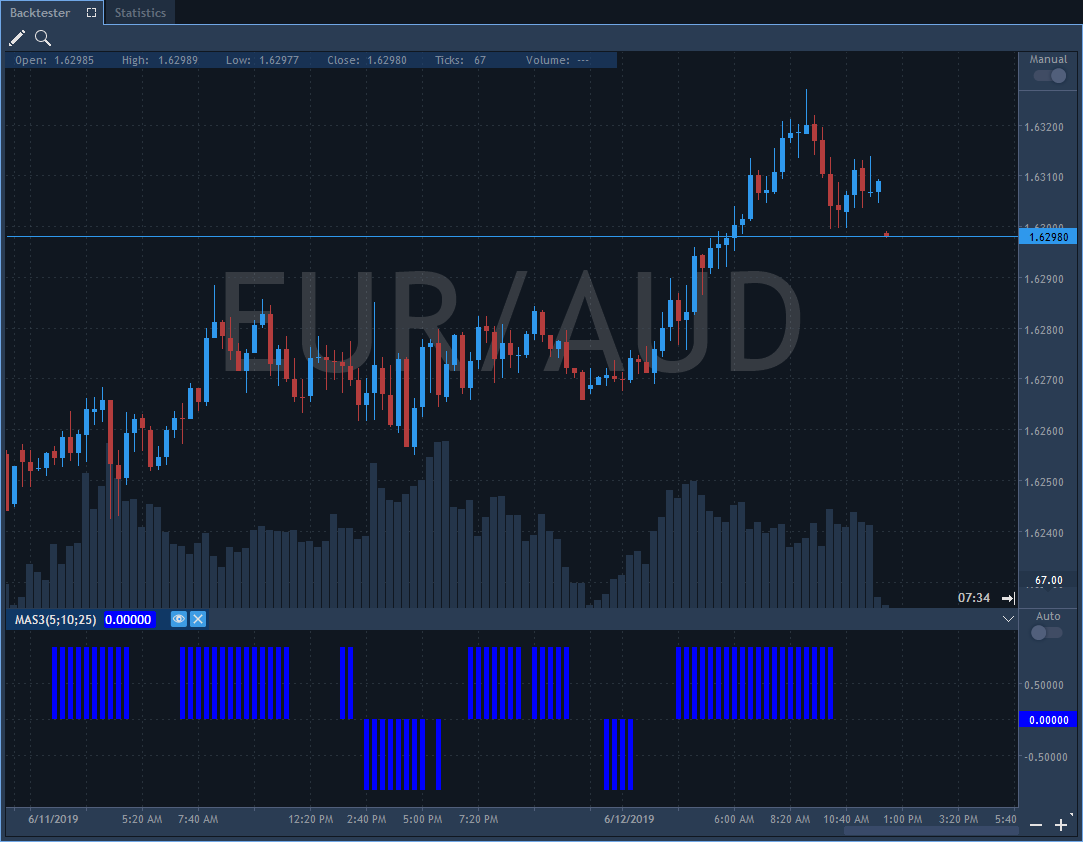 Backtester Statistics
Open: 1.62985 High: 1.62989 Low: 1.62977 Close: 1.62980 Ticks: 67 Volume: ---
Manual
1.63200
1.63100
1.63000
1.62980
1.62900
EUR/AUD
1.62800
1.62700
1.62600
1.62500
1.62400
67.00
07:34
MAS3(5;10;25) 0.00000
Auto
0.50000
0.00000
-0.50000
6/11/2019 5:20 AM 7:40 AM 12:20 PM 2:40 PM 5:00 PM 7:20 PM 6/12/2019 6:00 AM 8:20 AM 10:40 AM 1:00 PM 3:20 PM 5:40